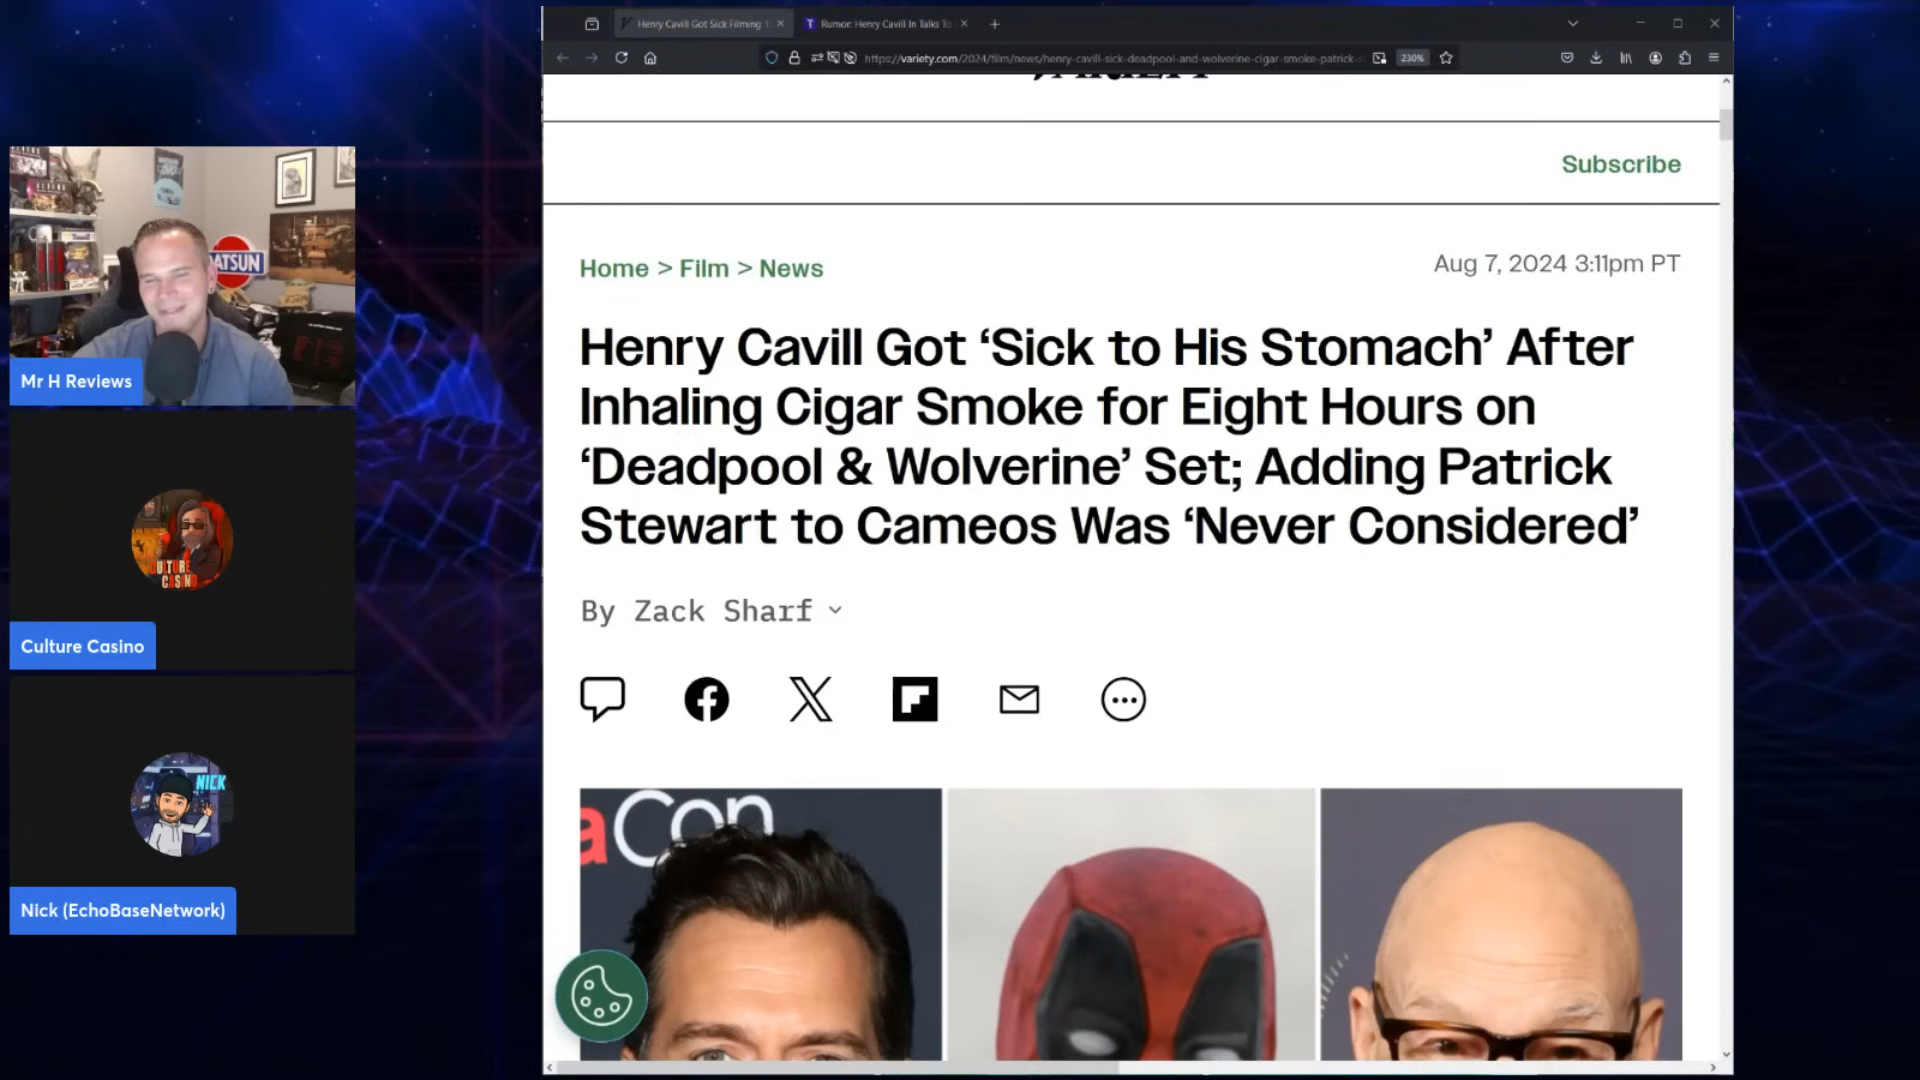 Henry Cavill Got Sick Filming
Rumor: Henry Cavill In Talks To
https://variety.com/2024/film/news/henry-cavill-sick-deadpool-and-wolverine-cigar-smoke-patrick-
230%
VARIETY
Subscribe
Home > Film > News
Aug 7, 2024 3:11pm PT
Henry Cavill Got ‘Sick to His Stomach’ After
Inhaling Cigar Smoke for Eight Hours on
‘Deadpool & Wolverine’ Set; Adding Patrick
Stewart to Cameos Was ‘Never Considered’
By Zack Sharf
aCon
DATSUN
Mr H Reviews
CULTURE
CASINO
Culture Casino
NICK
Nick (EchoBaseNetwork)